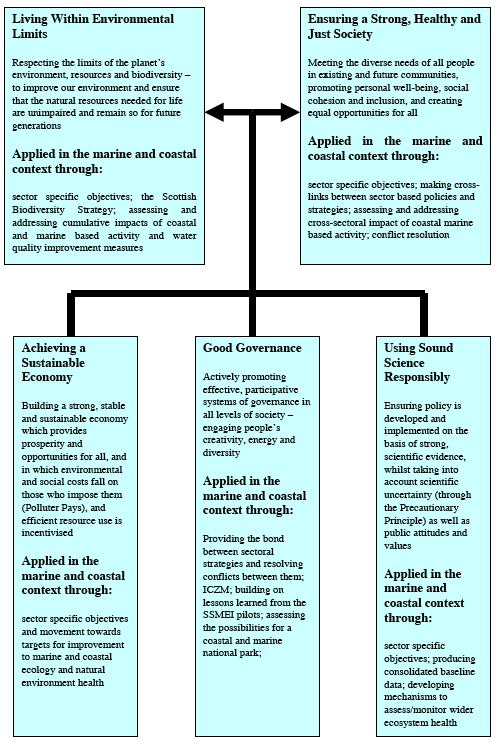 Living Within Environmental
Limits
Respecting the limits of the planet's
environment, resources and biodiversity –
to improve our environment and ensure
that the natural resources needed for life
are unimpaired and remain so for future
generations
Applied in the marine and coastal
context through:
sector specific objectives; the Scottish
Biodiversity Strategy; assessing and
addressing cumulative impacts of coastal
and marine based activity and water
quality improvement measures
Ensuring a Strong, Healthy and
Just Society
Meeting the diverse needs of all people
in existing and future communities,
promoting personal well-being, social
cohesion and inclusion, and creating
equal opportunities for all
Applied in the marine and
coastal context through:
sector specific objectives; making cross-
links between sector based policies and
strategies; assessing and addressing
cross-sectoral impact of coastal marine
based activity; conflict resolution
Achieving a
Sustainable
Economy
Building a strong, stable
and sustainable economy
which provides
prosperity and
opportunities for all, and
in which environmental
and social costs fall on
those who impose them
(Polluter Pays), and
efficient resource use is
incentivised
Applied in the
marine and coastal
context through:
sector specific objectives
and movement towards
targets for improvement
to marine and coastal
ecology and natural
environment health
Good Governance
Actively promoting
effective, participative
systems of governance in
all levels of society –
engaging people's
creativity, energy and
diversity
Applied in the
marine and coastal
context through:
Providing the bond
between sectoral
strategies and resolving
conflicts between them;
ICZM; building on
lessons learned from the
SSMEI pilots; assessing
the possibilities for a
coastal and marine
national park;
Using Sound
Science
Responsibly
Ensuring policy is
developed and
implemented on the
basis of strong,
scientific evidence,
whilst taking into
account scientific
uncertainty (through
the Precautionary
Principle) as well as
public attitudes and
values
Applied in the
marine and
coastal context
through:
sector specific
objectives; producing
consolidated baseline
data; developing
mechanisms to
assess/monitor wider
ecosystem health